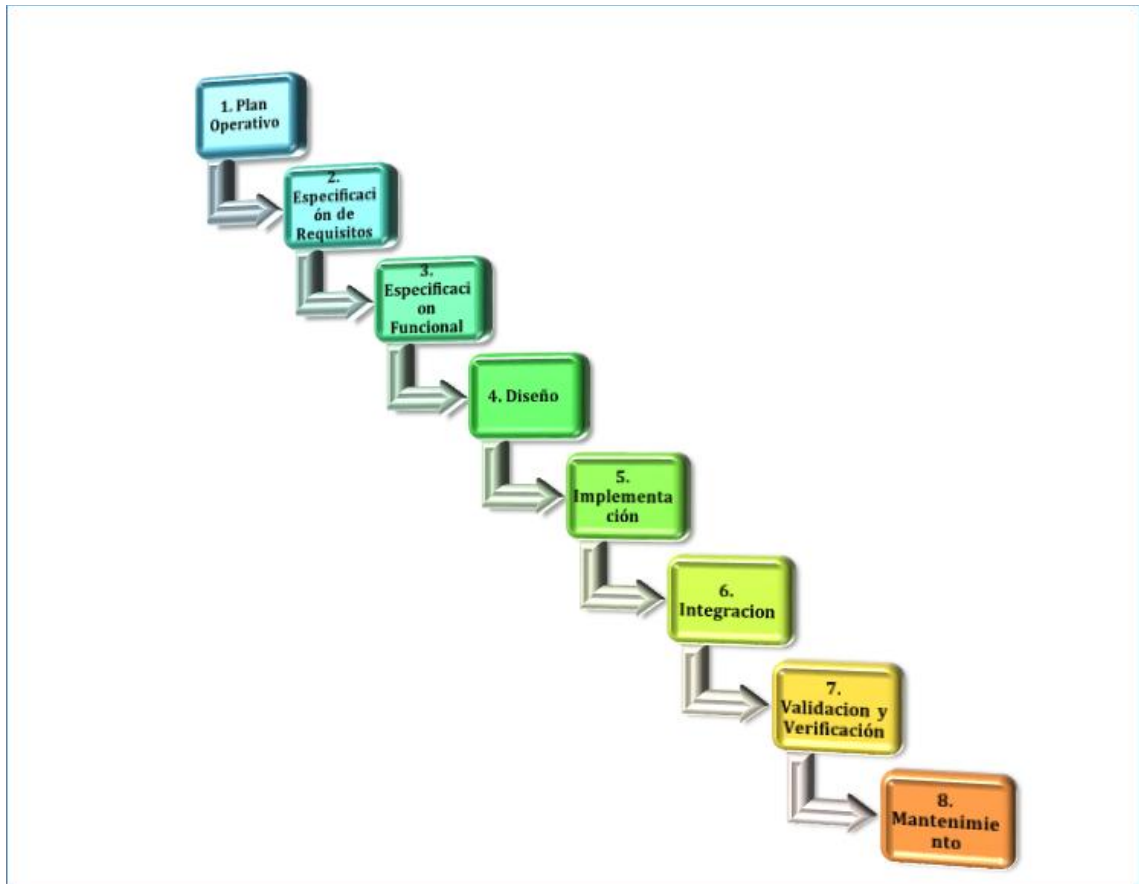 1. Plan
Operativo
2.
Especificaci
ón de
Requisitos
3.
Especificaci
on
Funcional
4. Diseño
5.
Implementa
ción
6.
Integracion
7.
Validacion y
Verificación
8.
Mantenimie
nto